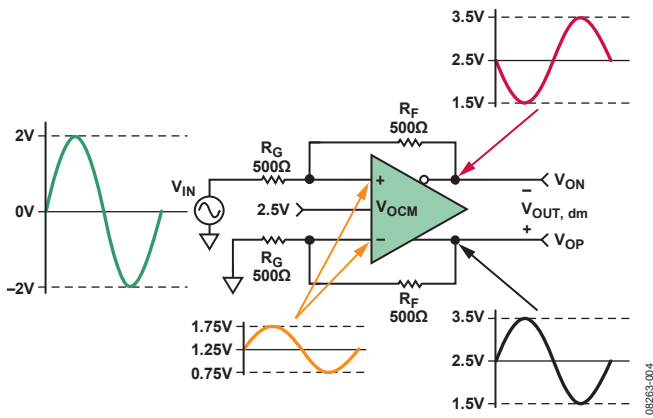 3.5V
2.5V
1.5V
2V
0V
–2V
VIN
RG
500Ω
RF
500Ω
+
2.5V
VOCM
–
VON
–
VOUT, dm
+
VOP
RG
500Ω
RF
500Ω
1.75V
1.25V
0.75V
3.5V
2.5V
1.5V
08263-004